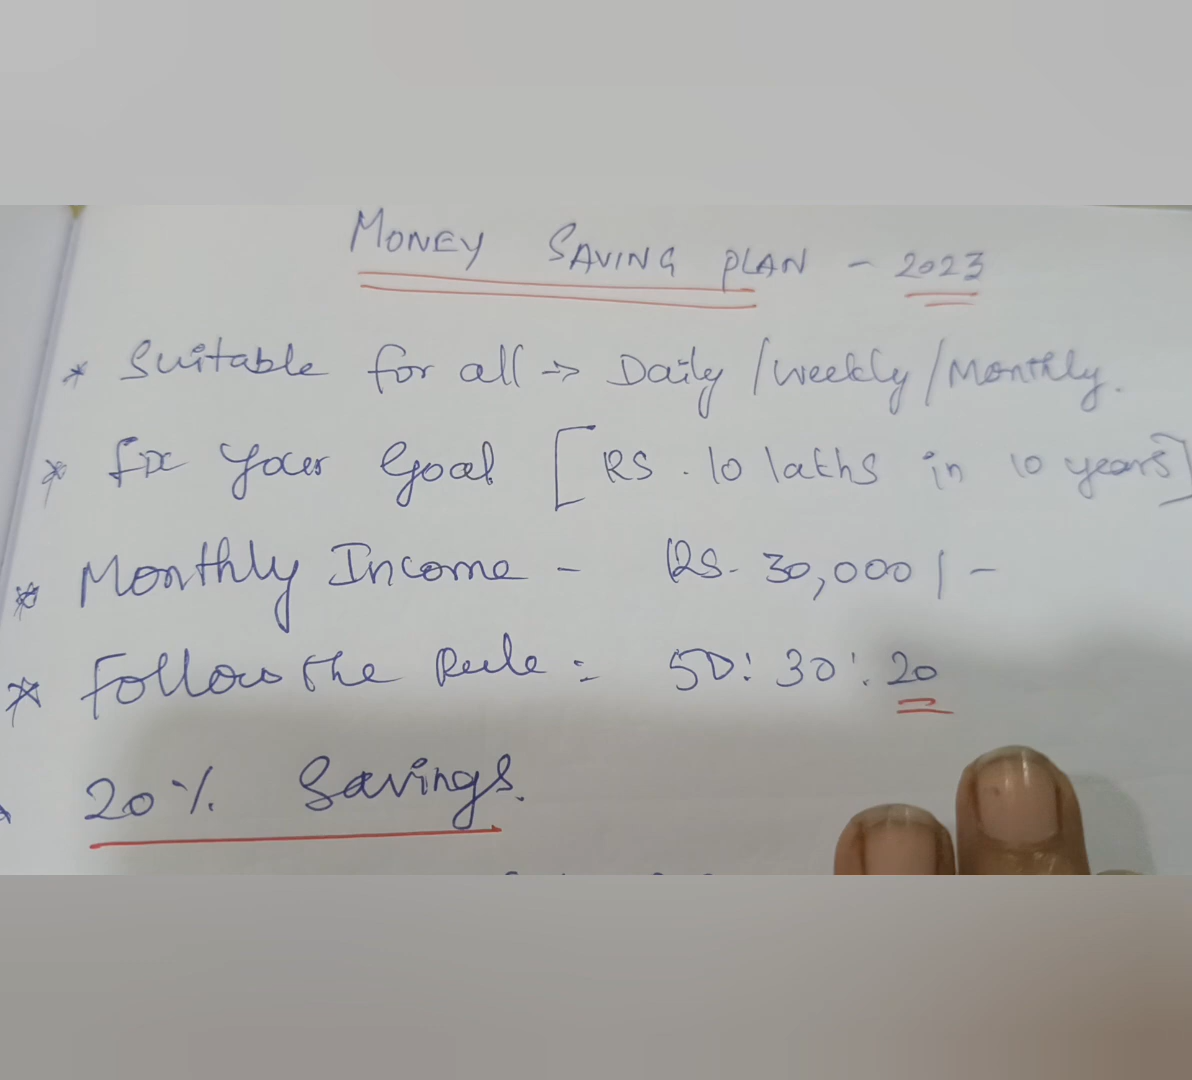 MONEY SAVING PLAN - 2023
* Suitable for all -> Daily / Weekly / Monthly.
* Fix your Goal [RS. 10 lakhs in 10 years]
* Monthly Income - RS. 30,000/-
* Follow the Rule : 50 : 30 : 20
20% Savings.